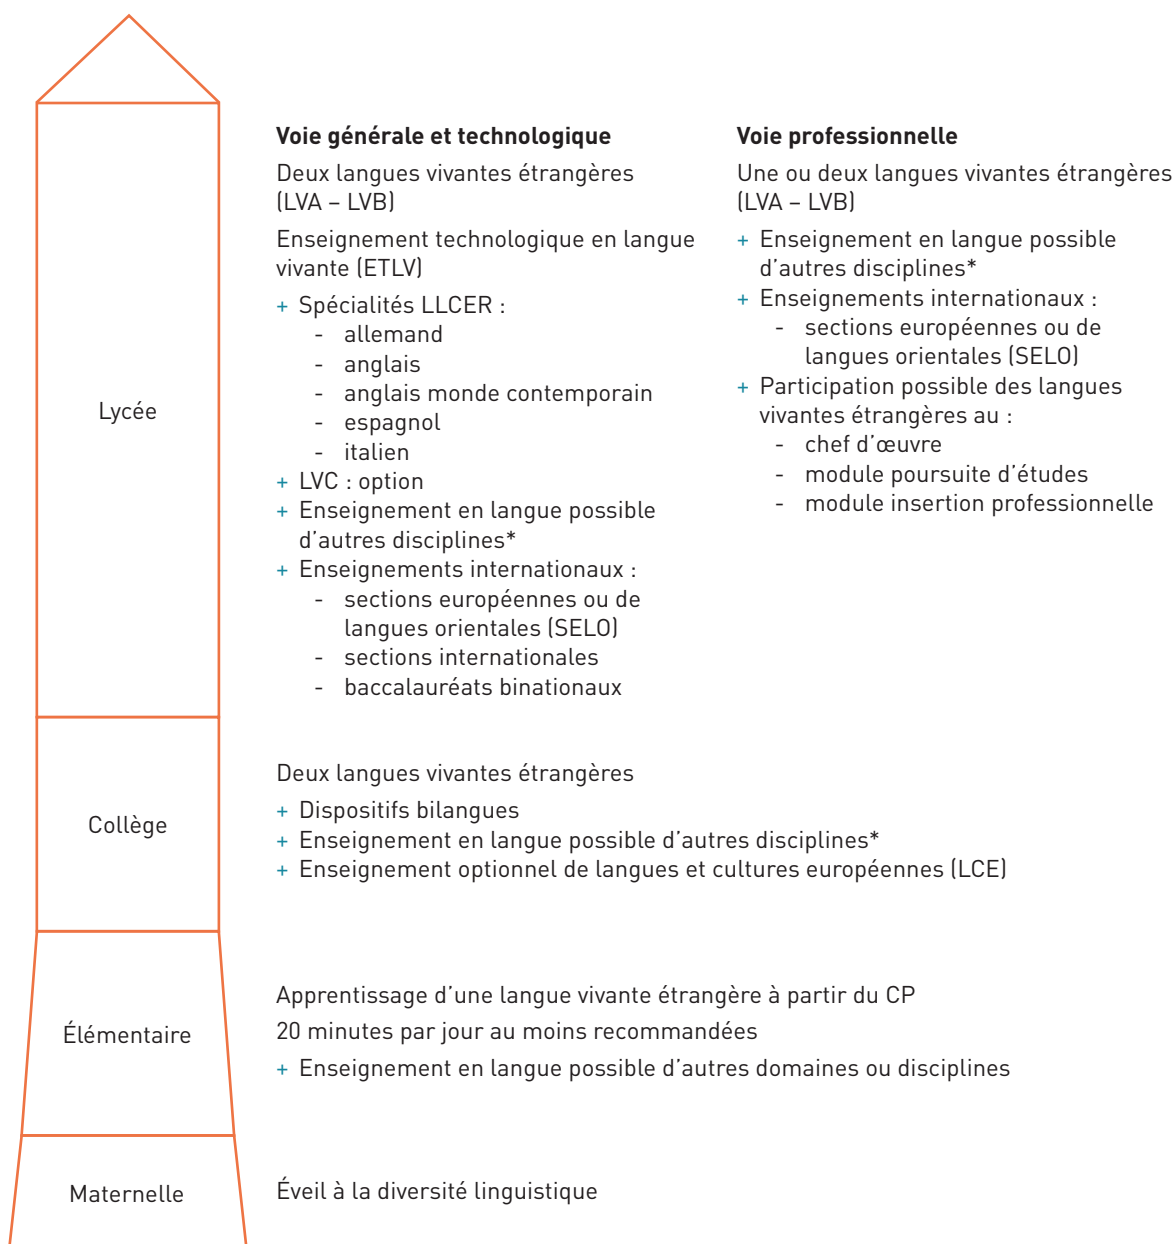 Lycée
Voie générale et technologique
Deux langues vivantes étrangères
(LVA – LVB)
Enseignement technologique en langue
vivante (ETLV)
+ Spécialités LLCER :
- allemand
- anglais
- anglais monde contemporain
- espagnol
- italien
+ LVC : option
+ Enseignement en langue possible
d’autres disciplines*
+ Enseignements internationaux :
- sections européennes ou de
langues orientales (SELO)
- sections internationales
- baccalauréats binationaux
Voie professionnelle
Une ou deux langues vivantes étrangères
(LVA – LVB)
+ Enseignement en langue possible
d’autres disciplines*
+ Enseignements internationaux :
- sections européennes ou de
langues orientales (SELO)
+ Participation possible des langues
vivantes étrangères au :
- chef d’œuvre
- module poursuite d’études
- module insertion professionnelle
Collège
Deux langues vivantes étrangères
+ Dispositifs bilangues
+ Enseignement en langue possible d’autres disciplines*
+ Enseignement optionnel de langues et cultures européennes (LCE)
Élémentaire
Apprentissage d’une langue vivante étrangère à partir du CP
20 minutes par jour au moins recommandées
+ Enseignement en langue possible d’autres domaines ou disciplines
Maternelle
Éveil à la diversité linguistique